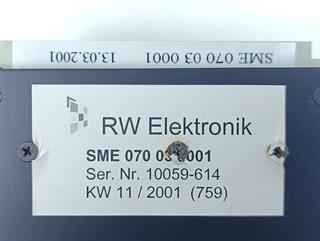 SME 070 03 0001 13.03.2001
RW Elektronik
SME 070 03 0001
Ser. Nr. 10059-614
KW 11 / 2001 (759)